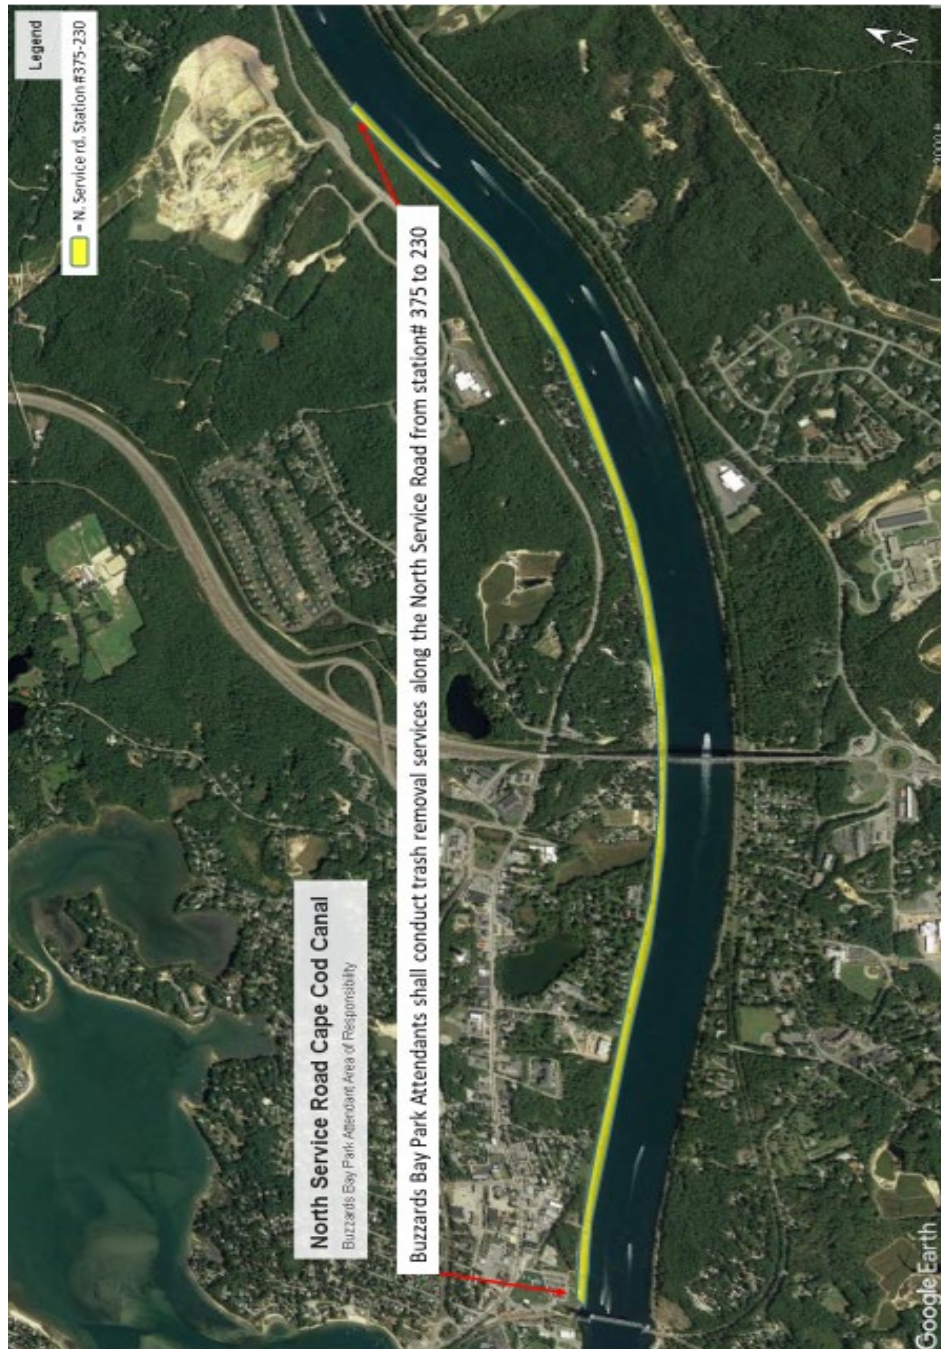 Legend
= N. Service rd. Station #375-230
N
North Service Road Cape Cod Canal
Buzzards Bay Park Attendant Area of Responsibility
Buzzards Bay Park Attendants shall conduct trash removal services along the North Service Road from station# 375 to 230
Google Earth